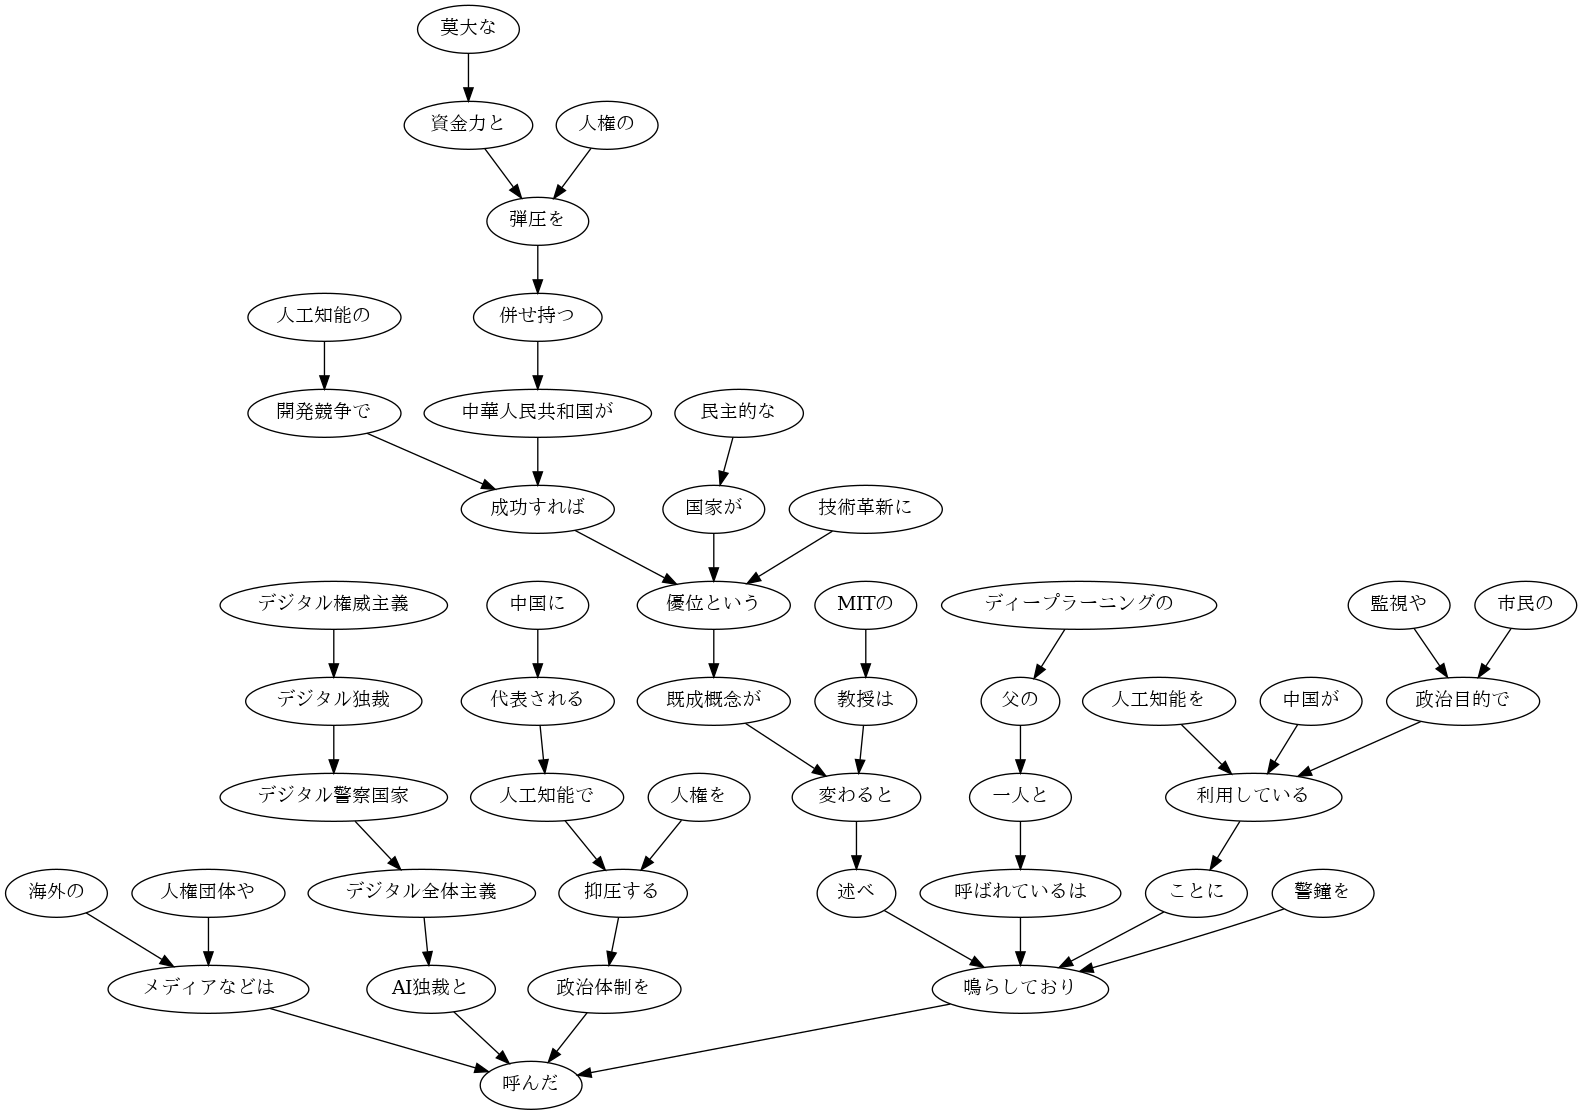 莫大な
資金力と
人権の
弾圧を
人工知能の
併せ持つ
開発競争で
中華人民共和国が
民主的な
成功すれば
国家が
技術革新に
デジタル権威主義
中国に
優位という
MITの
ディープラーニングの
監視や
市民の
デジタル独裁
代表される
既成概念が
教授は
父の
人工知能を
中国が
政治目的で
デジタル警察国家
人工知能で
人権を
変わると
一人と
利用している
海外の
人権団体や
デジタル全体主義
抑圧する
述べ
呼ばれているは
ことに
警鐘を
メディアなどは
AI独裁と
政治体制を
鳴らしており
呼んだ